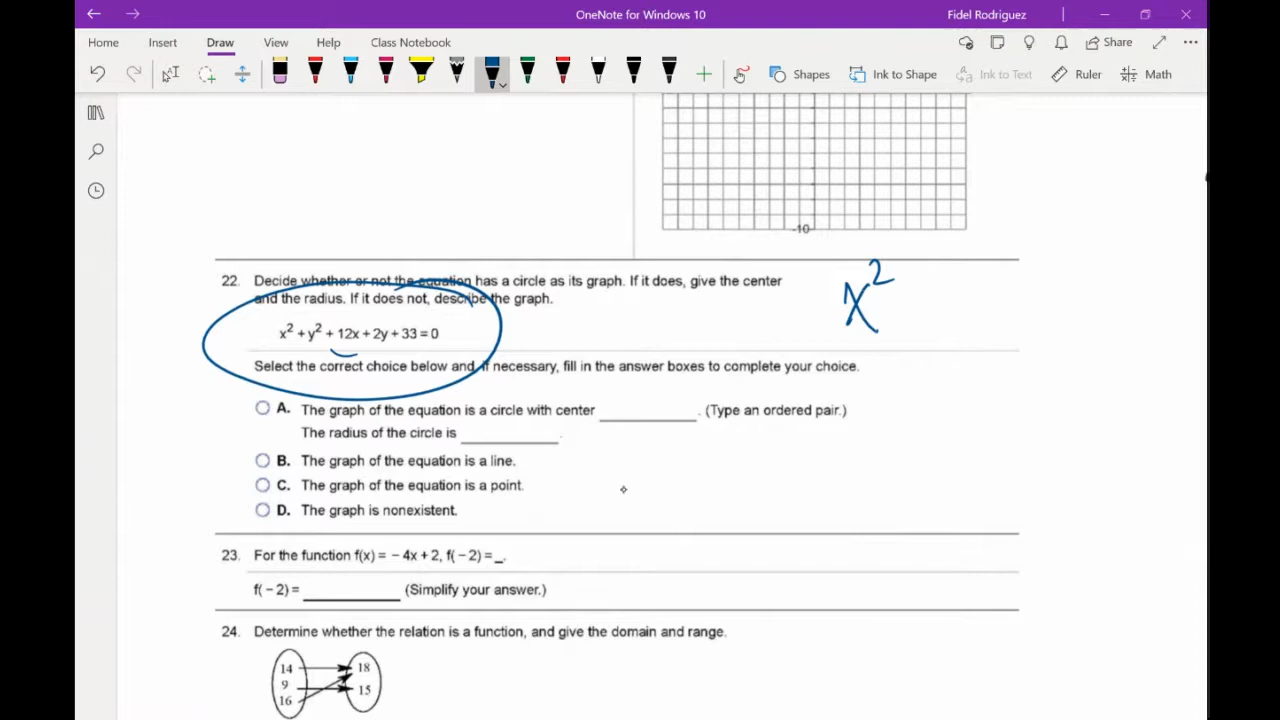 OneNote for Windows 10
Fidel Rodriguez
Home Insert Draw View Help Class Notebook
Share
Shapes Ink to Shape Ink to Text Ruler Math
-10
22. Decide whether or not the equation has a circle as its graph. If it does, give the center
and the radius. If it does not, describe the graph.
x² + y² + 12x + 2y + 33 = 0
x²
Select the correct choice below and, if necessary, fill in the answer boxes to complete your choice.
A. The graph of the equation is a circle with center ________. (Type an ordered pair.)
The radius of the circle is ________.
B. The graph of the equation is a line.
C. The graph of the equation is a point.
D. The graph is nonexistent.
23. For the function f(x) = − 4x + 2, f( − 2) = _.
f( − 2) = ________ (Simplify your answer.)
24. Determine whether the relation is a function, and give the domain and range.
14 18
9 15
16